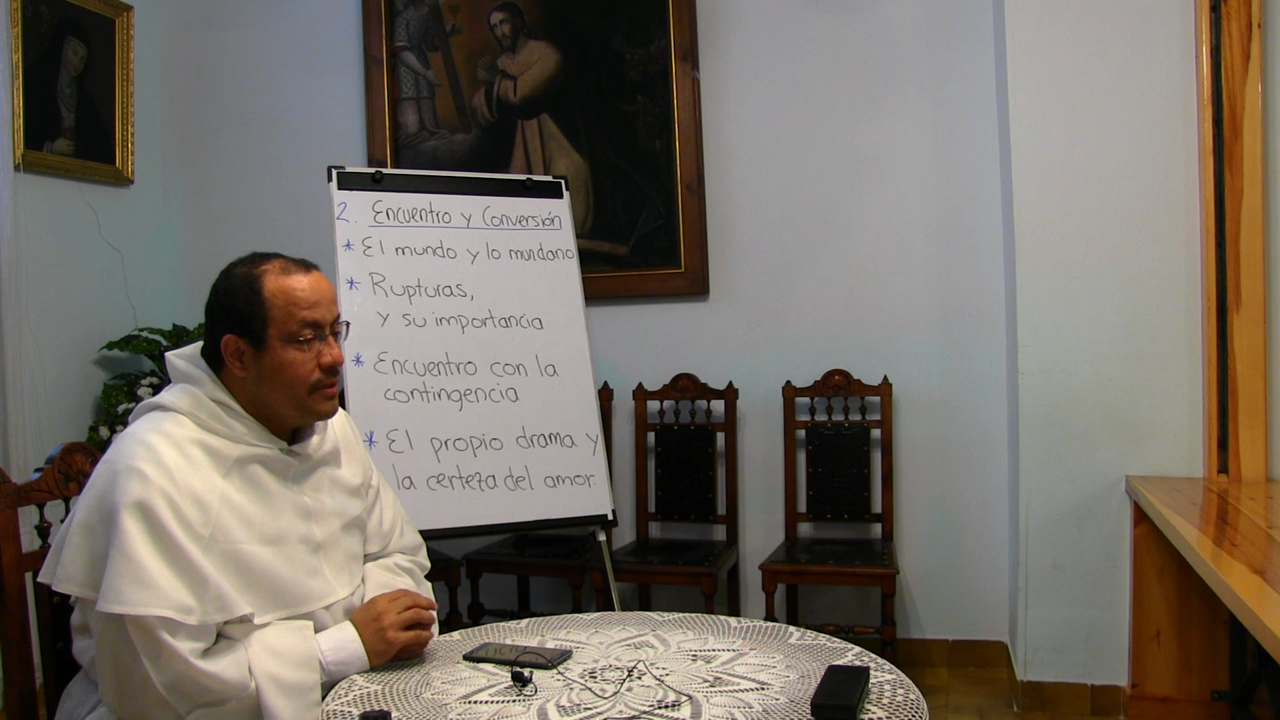 2. Encuentro y Conversión
* El mundo y lo mundano
* Rupturas,
y su importancia
* Encuentro con la
contingencia
* El propio drama y
la certeza del amor.